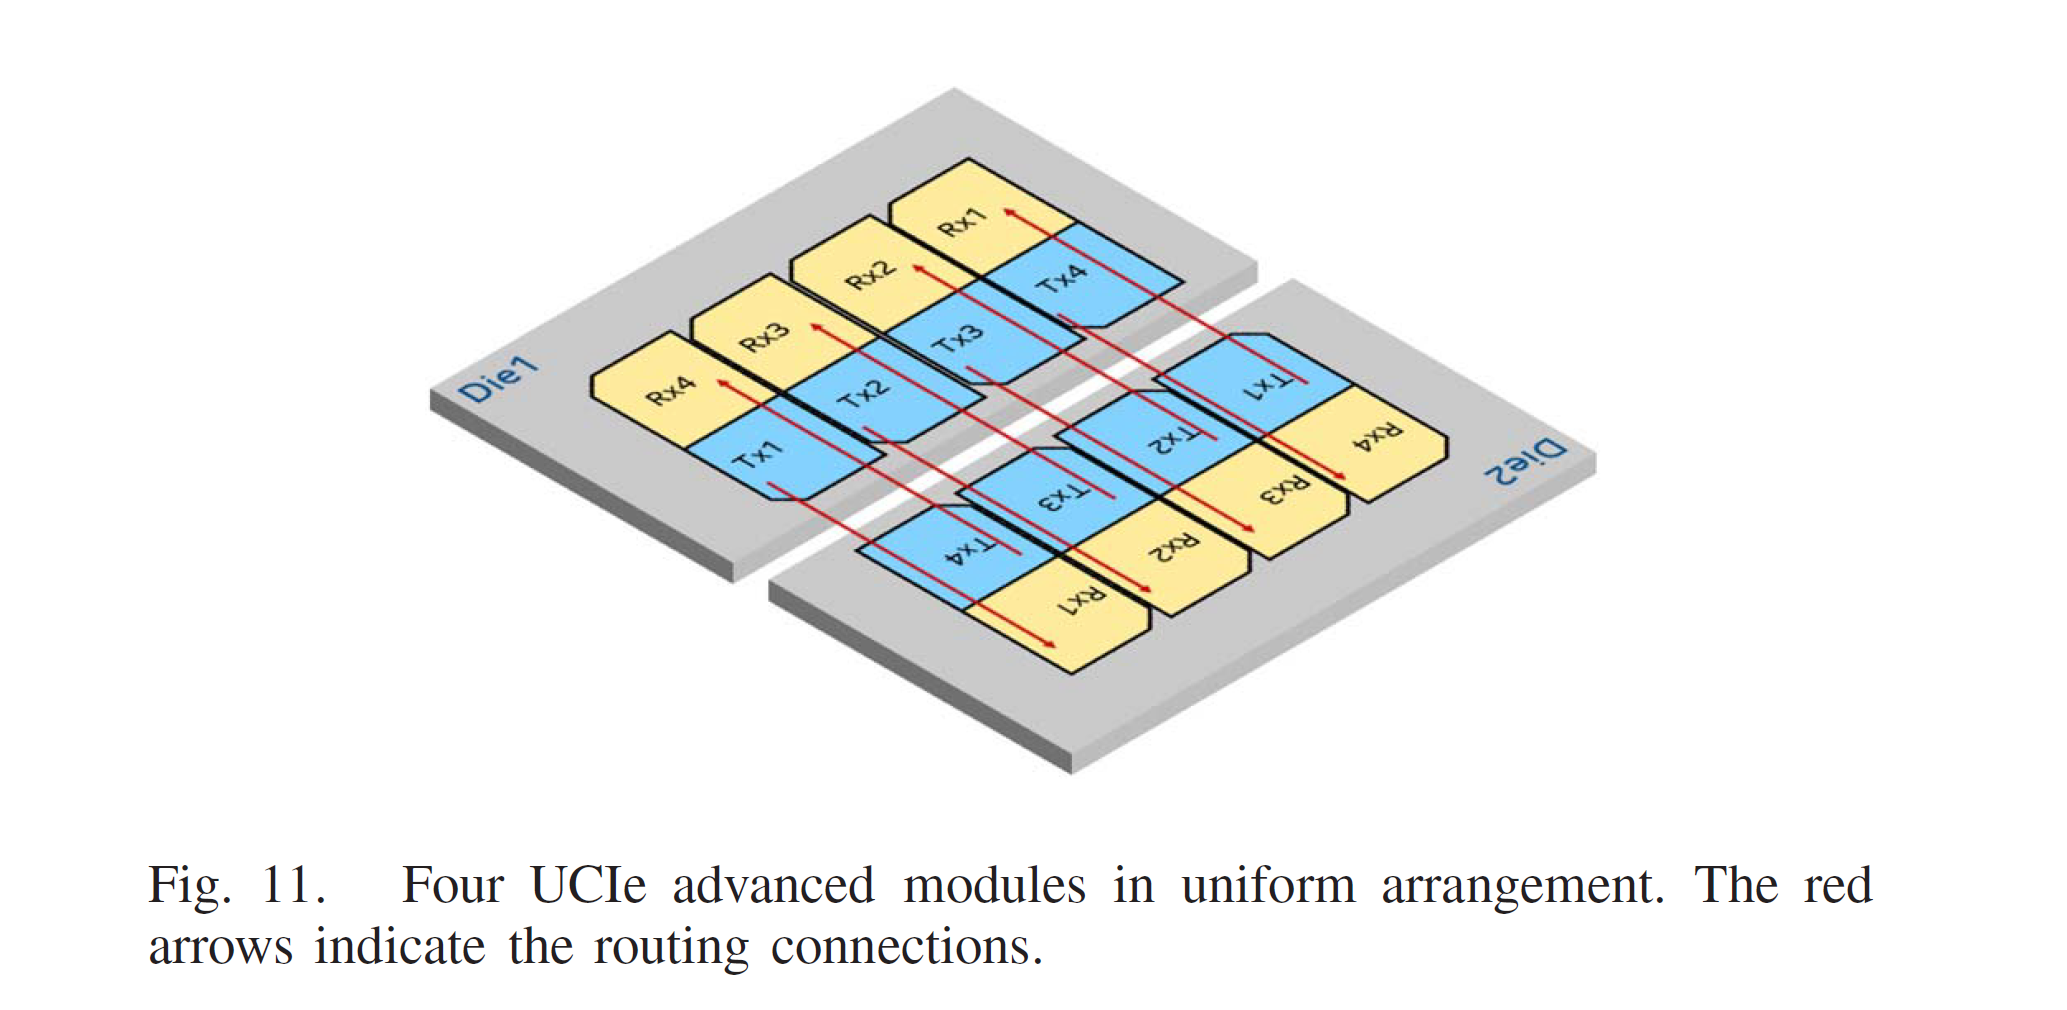 Die1
Rx1
Rx2
Rx3
Rx4
Tx4
Tx3
Tx2
Tx1
Tx1
Tx2
Tx3
Tx4
Rx4
Rx3
Rx2
Rx1
Die2
Fig. 11. Four UCIe advanced modules in uniform arrangement. The red
arrows indicate the routing connections.